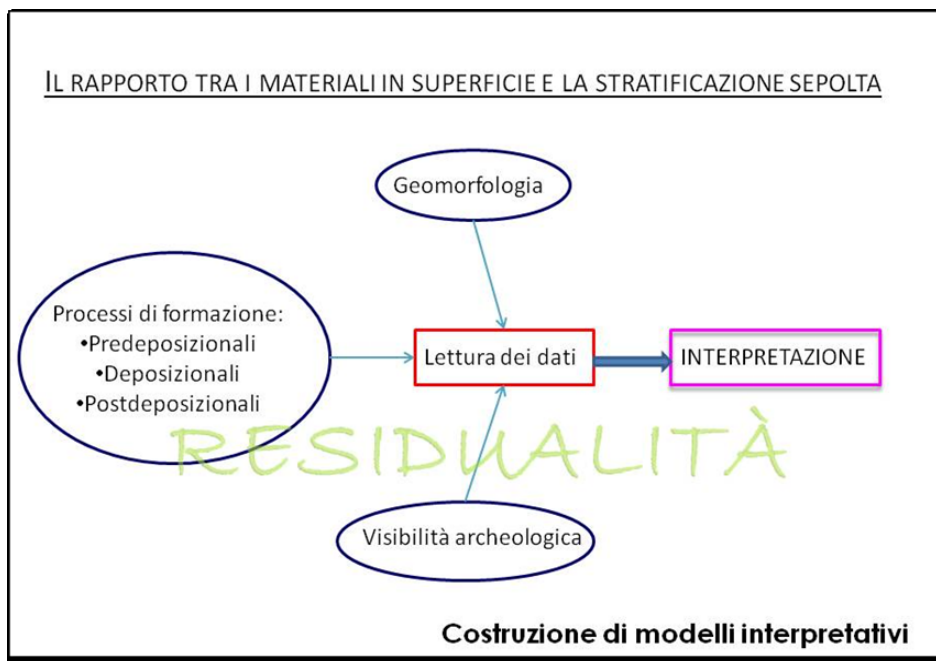 IL RAPPORTO TRA I MATERIALI IN SUPERFICIE E LA STRATIFICAZIONE SEPOLTA
Geomorfologia
Processi di formazione:
•Predeposizionali
•Deposizionali
•Postdeposizionali
Lettura dei dati
INTERPRETAZIONE
RESIDUALITÀ
Visibilità archeologica
Costruzione di modelli interpretativi